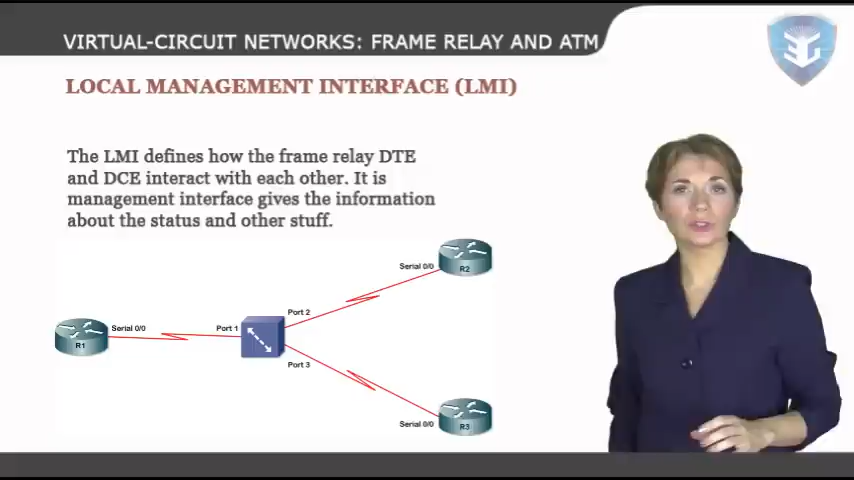 VIRTUAL-CIRCUIT NETWORKS: FRAME RELAY AND ATM
LOCAL MANAGEMENT INTERFACE (LMI)
The LMI defines how the frame relay DTE
and DCE interact with each other. It is
management interface gives the information
about the status and other stuff.
Serial 0/0
R2
Port 2
Serial 0/0
Port 1
R1
Port 3
Serial 0/0
R3